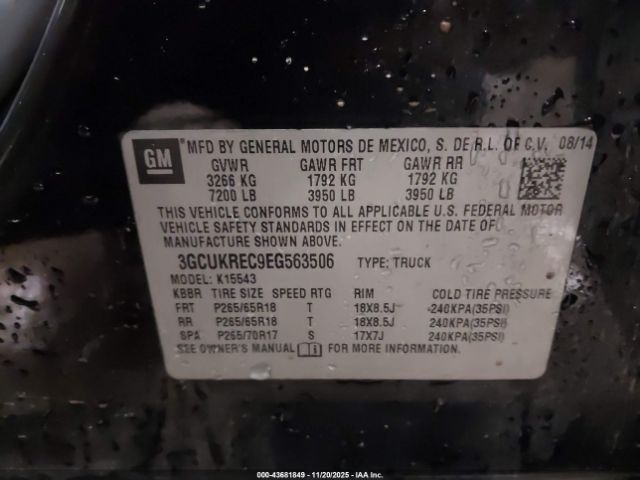 GM
MFD BY GENERAL MOTORS DE MEXICO, S. DE R.L. OF C.V. 08/14
GVWR GAWR FRT GAWR RR
3266 KG 1792 KG 1792 KG
7200 LB 3950 LB 3950 LB
THIS VEHICLE CONFORMS TO ALL APPLICABLE U.S. FEDERAL MOTOR
VEHICLE SAFETY STANDARDS IN EFFECT ON THE DATE OF
MANUFACTURE SHOWN ABOVE.
3GCUKREC9EG563506 TYPE: TRUCK
MODEL: K15543
KBBR TIRE SIZE SPEED RTG RIM COLD TIRE PRESSURE
FRT P265/65R18 T 18X8.5J 240KPA(35PSI)
RR P265/65R18 T 18X8.5J 240KPA(35PSI)
SPA P265/70R17 S 17X7J 240KPA(35PSI)
SEE OWNER'S MANUAL FOR MORE INFORMATION.
000-43681849 - 11/20/2025 - IAAI, Inc.